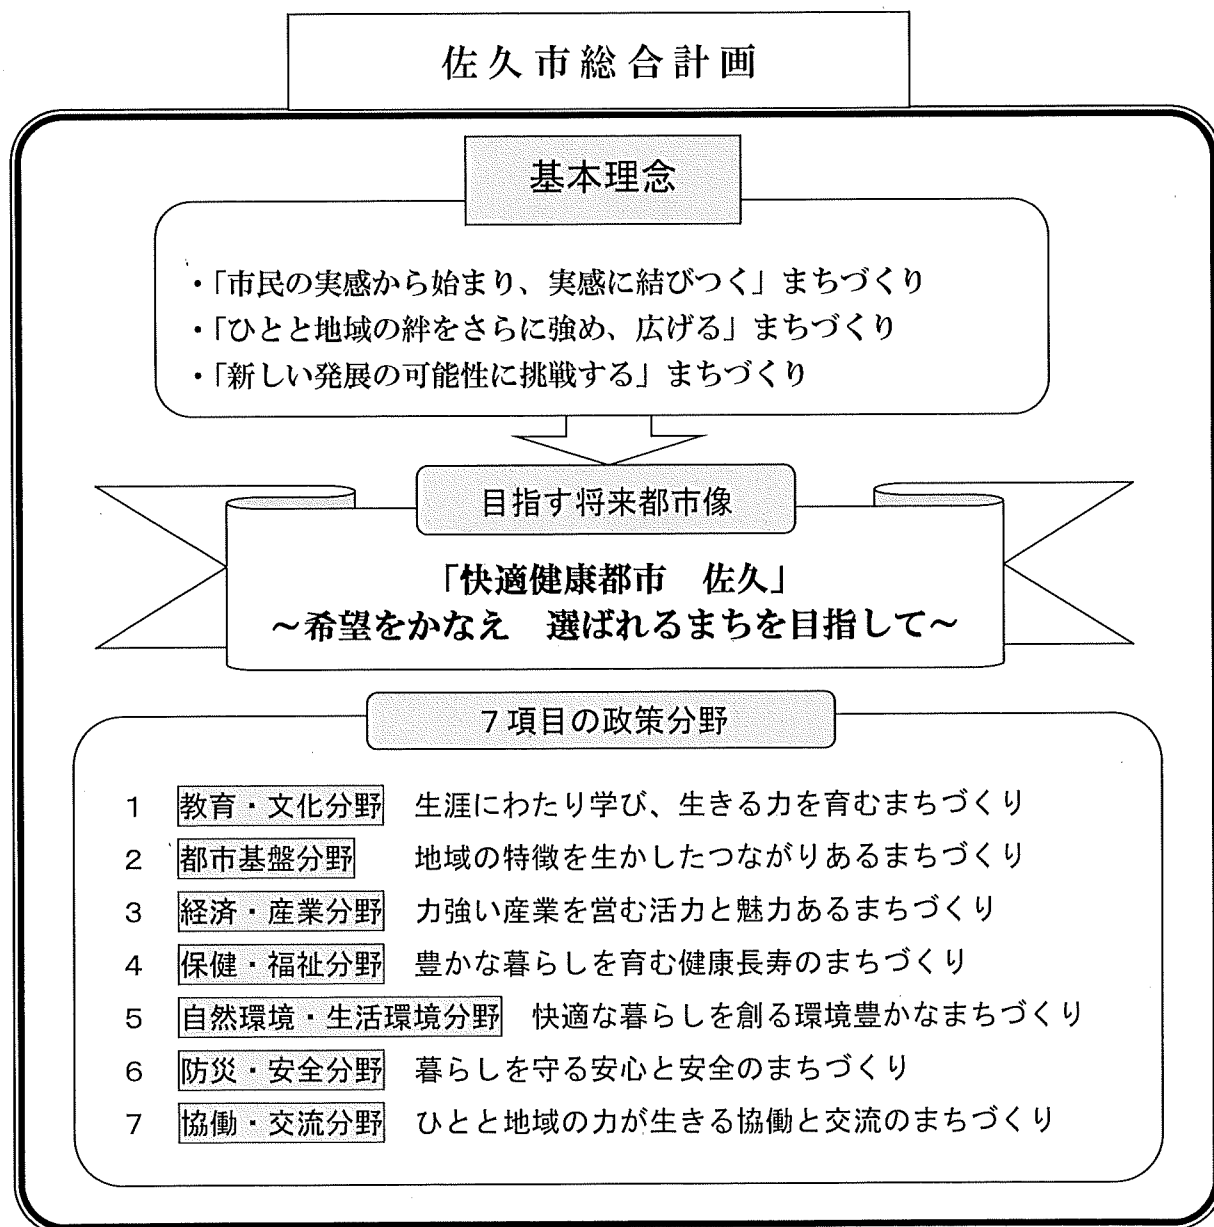 佐久市総合計画
基本理念
・「市民の実感から始まり、実感に結びつく」まちづくり
・「ひとと地域の絆をさらに強め、広げる」まちづくり
・「新しい発展の可能性に挑戦する」まちづくり
目指す将来都市像
「快適健康都市　佐久」
～希望をかなえ　選ばれるまちを目指して～
７項目の政策分野
1 教育・文化分野 生涯にわたり学び、生きる力を育むまちづくり
2 都市基盤分野 地域の特徴を生かしたつながりあるまちづくり
3 経済・産業分野 力強い産業を営む活力と魅力あるまちづくり
4 保健・福祉分野 豊かな暮らしを育む健康長寿のまちづくり
5 自然環境・生活環境分野 快適な暮らしを創る環境豊かなまちづくり
6 防災・安全分野 暮らしを守る安心と安全のまちづくり
7 協働・交流分野 ひとと地域の力が生きる協働と交流のまちづくり